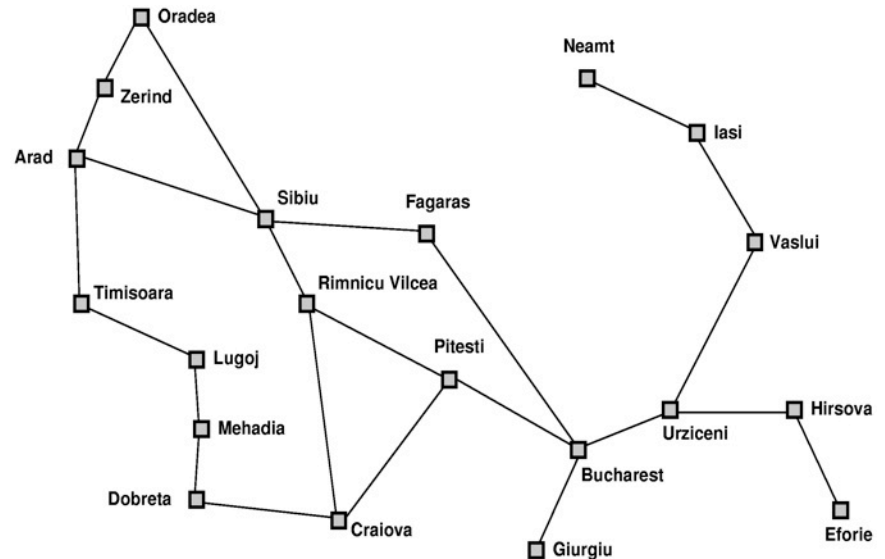 Oradea
Neamt
Zerind
Iasi
Arad
Sibiu
Fagaras
Vaslui
Timisoara
Rimnicu Vilcea
Lugoj
Pitesti
Hirsova
Mehadia
Urziceni
Bucharest
Dobreta
Craiova
Eforie
Giurgiu